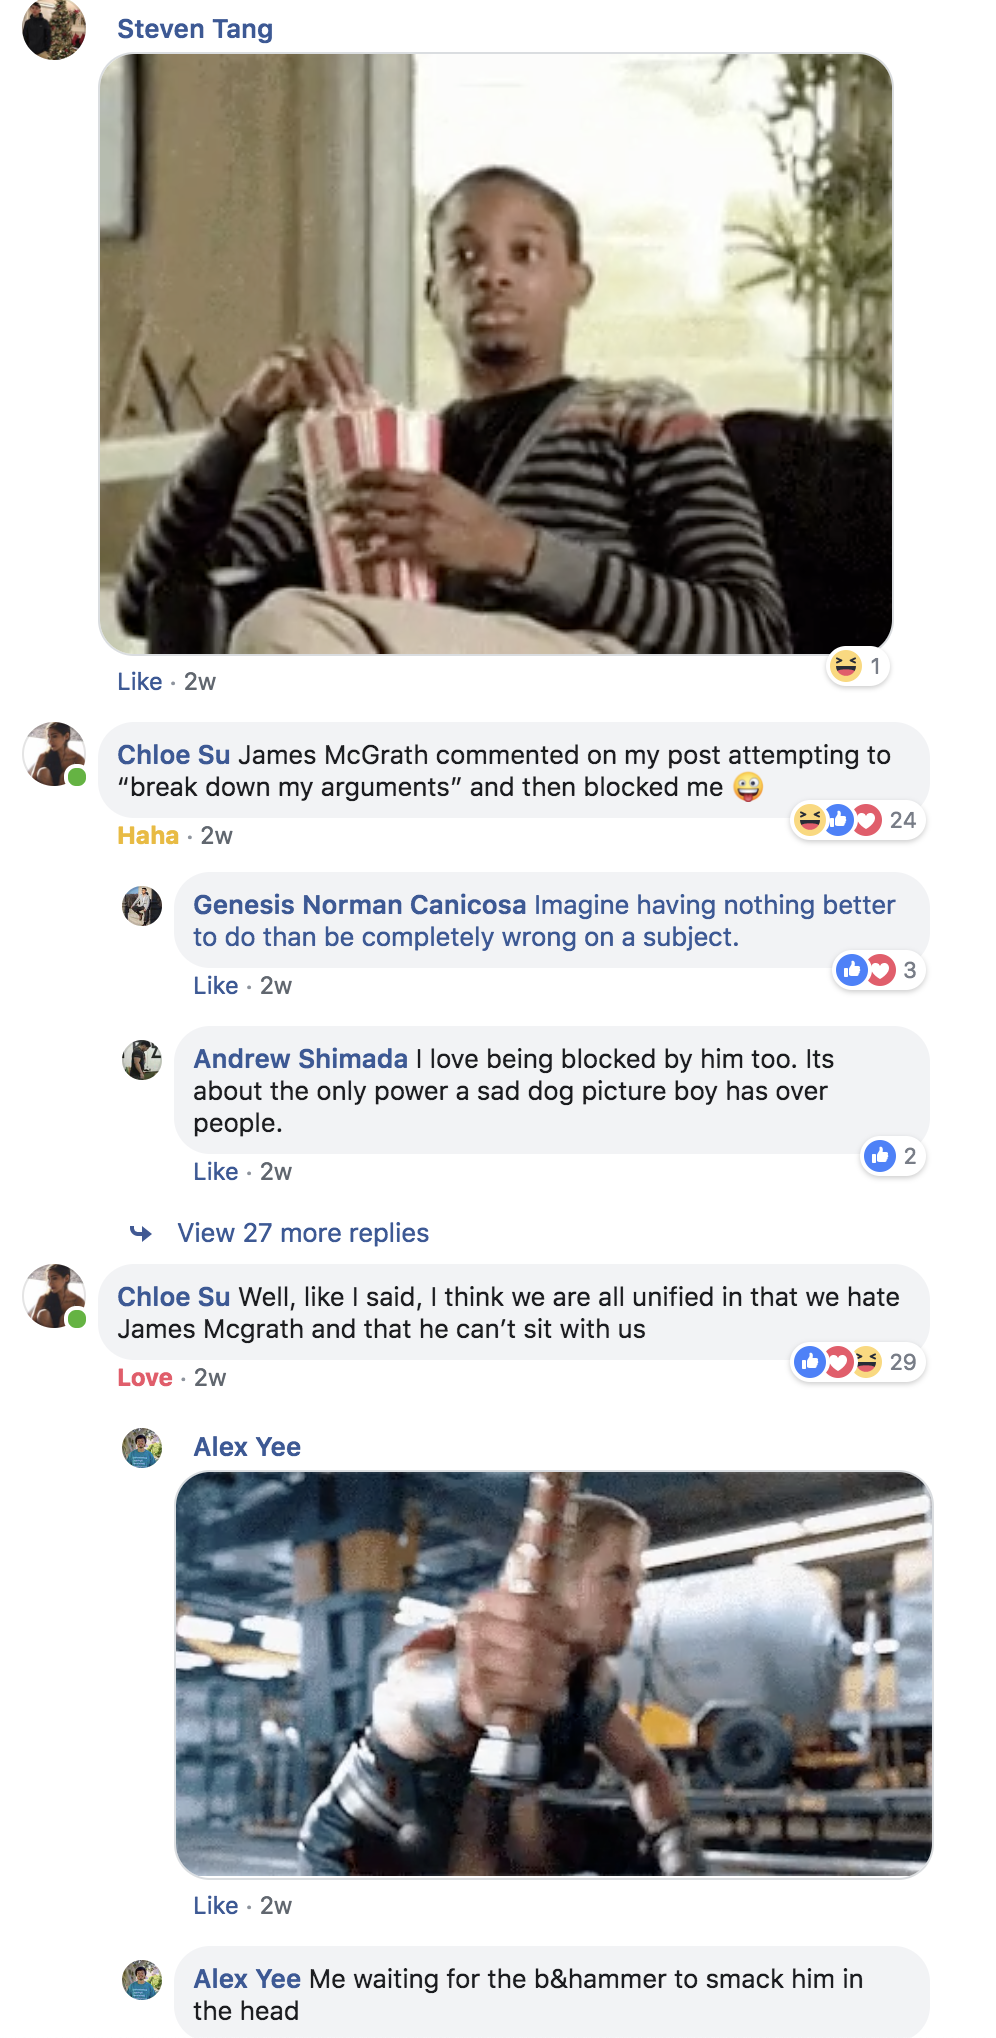 Steven Tang
1
Like · 2w
Chloe Su James McGrath commented on my post attempting to
“break down my arguments” and then blocked me 🤪
24
Haha · 2w
Genesis Norman Canicosa Imagine having nothing better
to do than be completely wrong on a subject.
3
Like · 2w
Andrew Shimada I love being blocked by him too. Its
about the only power a sad dog picture boy has over
people.
2
Like · 2w
View 27 more replies
Chloe Su Well, like I said, I think we are all unified in that we hate
James Mcgrath and that he can’t sit with us
29
Love · 2w
Alex Yee
Like · 2w
Alex Yee Me waiting for the b&hammer to smack him in
the head